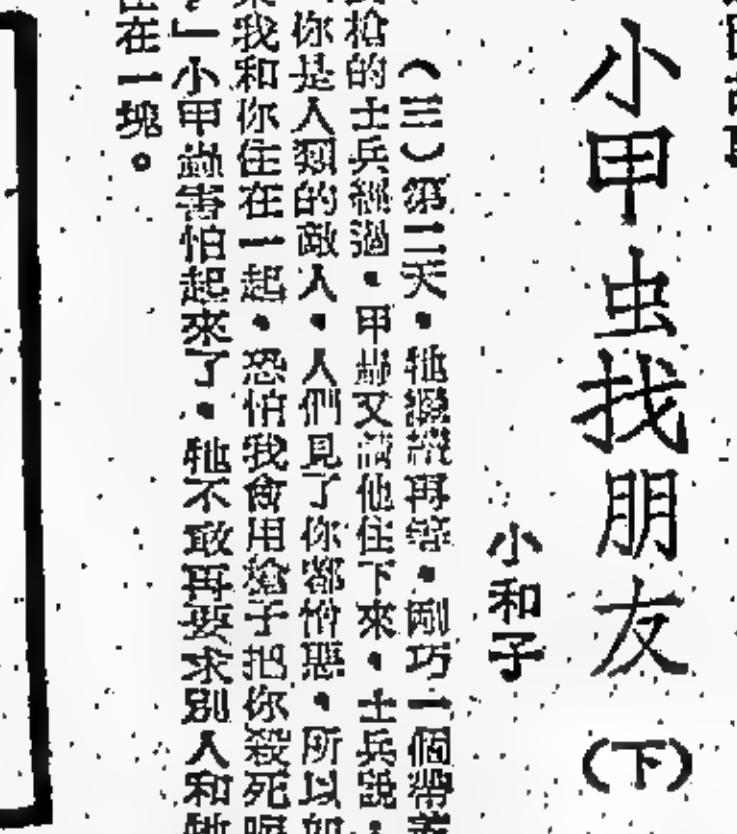 小甲虫找朋友（下）
小和子
（三）第二天，牠繼續再等，剛巧一個帶着
槍的士兵經過，甲蟲又請他住下來，士兵說：
你是人類的敵人，人們見了你都憎惡，所以如
我和你住在一起，恐怕我會用槍子把你殺死呢
」小甲蟲害怕起來了，牠不敢再要求別人和牠
在一塊。